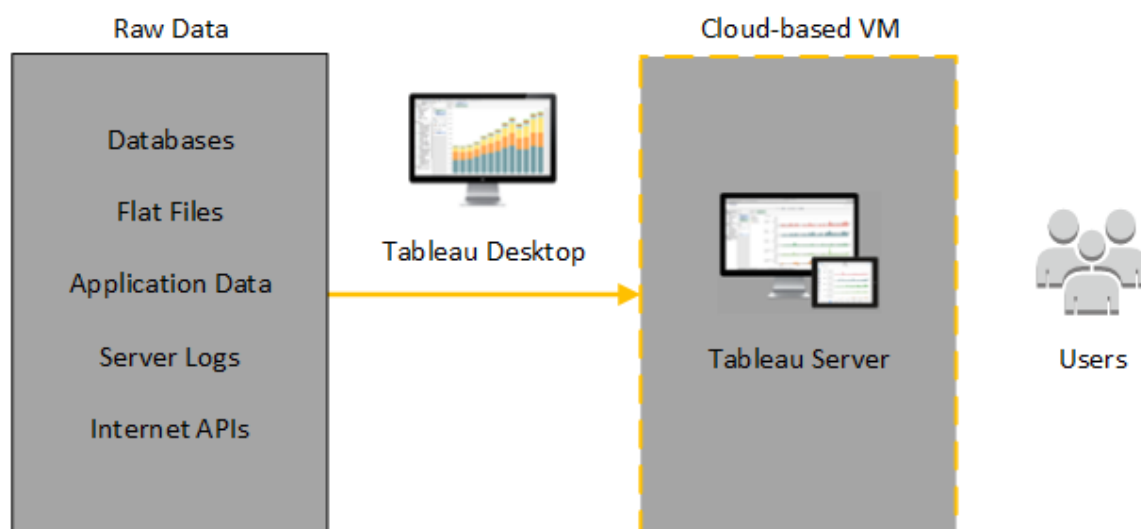 Raw Data
Cloud-based VM
Databases
Flat Files
Application Data
Server Logs
Internet APIs
Tableau Desktop
Tableau Server
Users